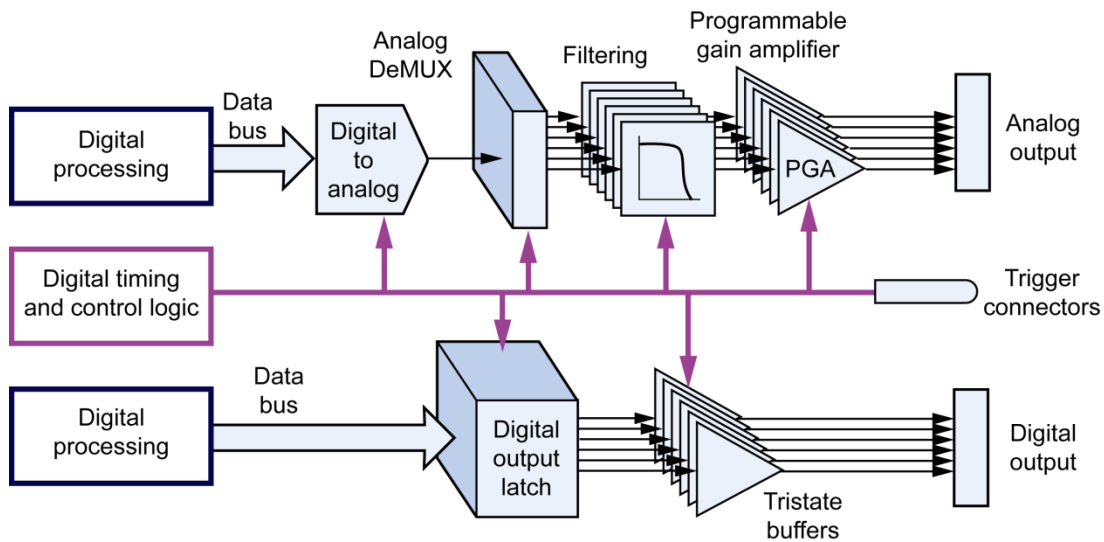 Analog
DeMUX
Filtering
Programmable
gain amplifier
Digital
processing
Data
bus
Digital
to
analog
PGA
Analog
output
Digital timing
and control logic
Trigger
connectors
Digital
processing
Data
bus
Digital
output
latch
Tristate
buffers
Digital
output